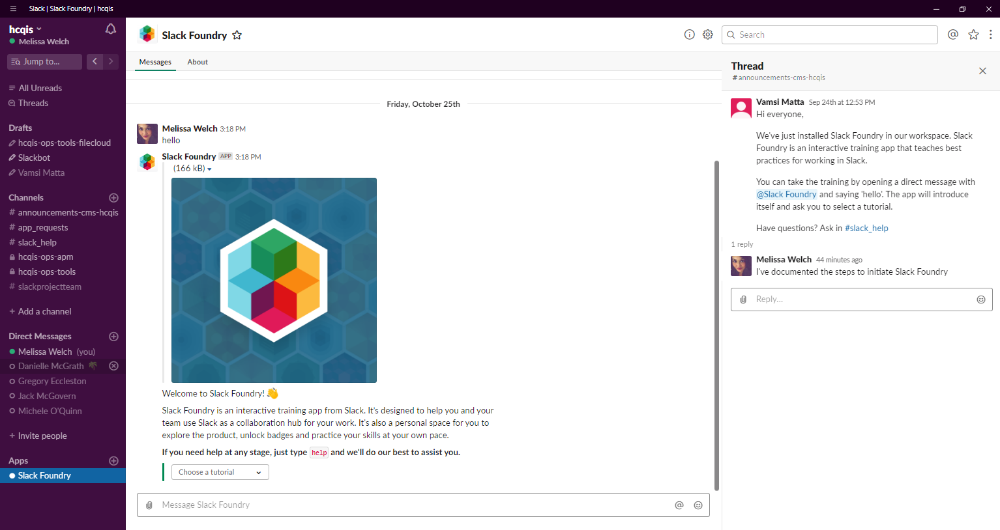 Slack | Slack Foundry | hcqis
hcqis
Melissa Welch
Jump to...
All Unreads
Threads
Drafts
hcqis-ops-tools-filecloud
Slackbot
Vamsi Matta
Channels
# announcements-cms-hcqis
# app_requests
# slack_help
hcqis-ops-apm
hcqis-ops-tools
# slackprojectteam
+ Add a channel
Direct Messages
Melissa Welch (you)
Danielle McGrath
Gregory Eccleston
Jack McGovern
Michele O'Quinn
+ Invite people
Apps
Slack Foundry
Slack Foundry
Messages About
Friday, October 25th
Melissa Welch 3:18 PM
hello
Slack Foundry APP 3:18 PM
(166 kB)
Welcome to Slack Foundry! 👋
Slack Foundry is an interactive training app from Slack. It's designed to help you and your
team use Slack as a collaboration hub for your work. It's also a personal space for you to
explore the product, unlock badges and practice your skills at your own pace.
If you need help at any stage, just type help and we'll do our best to assist you.
Choose a tutorial
Message Slack Foundry
@
Search
@
Thread
# announcements-cms-hcqis
Vamsi Matta Sep 24th at 12:53 PM
Hi everyone,
We've just installed Slack Foundry in our workspace. Slack
Foundry is an interactive training app that teaches best
practices for working in Slack.
You can take the training by opening a direct message with
@Slack Foundry and saying 'hello'. The app will introduce
itself and ask you to select a tutorial.
Have questions? Ask in #slack_help
1 reply
Melissa Welch 44 minutes ago
I've documented the steps to initiate Slack Foundry
Reply...